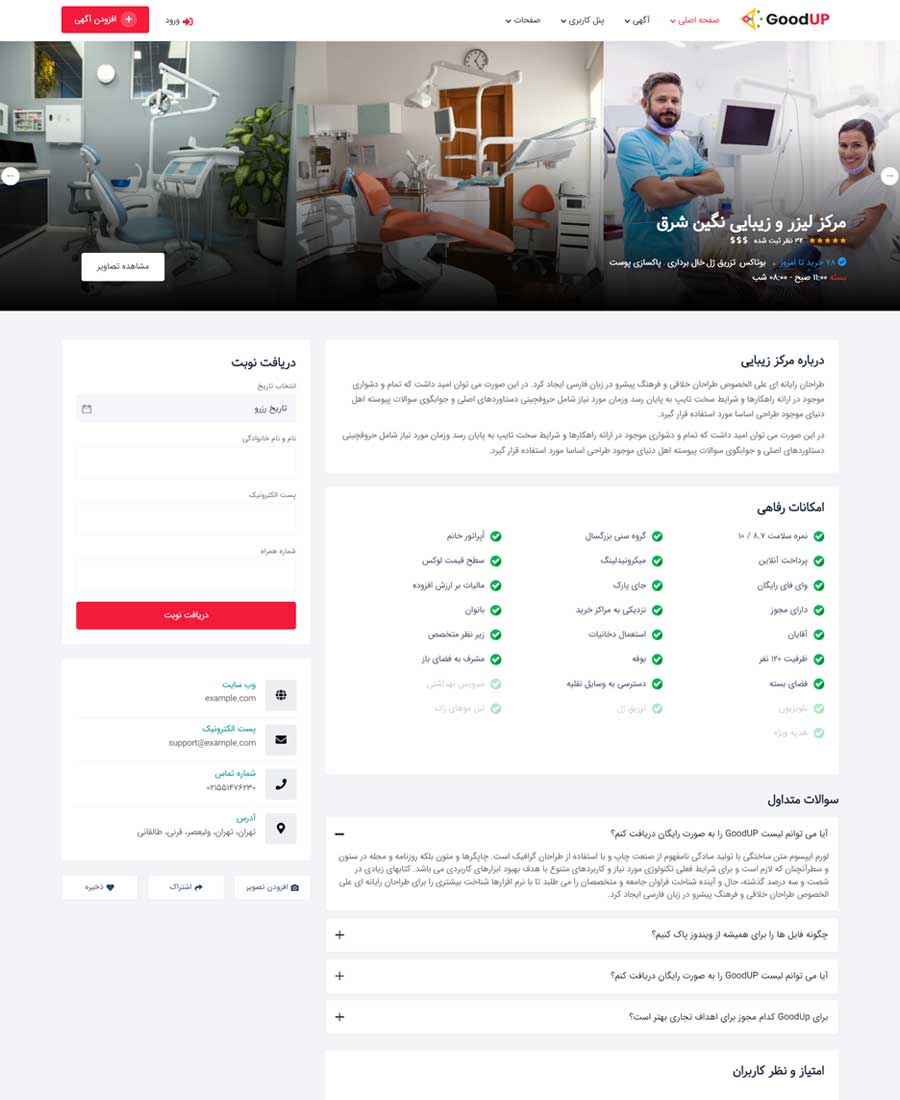 GoodUP
صفحه اصلی
آگهی
پنل کاربری
صفحات
ورود
افزودن آگهی
مرکز لیزر و زیبایی نگین شرق
۳۴ نظر ثبت شده $$$
۷۸ خرید تا امروز , بوتاکس, تزریق ژل,خال برداری , پاکسازی پوست
بسته ۱۱:۰۰ صبح - ۰۸:۰۰ شب
مشاهده تصاویر
درباره مرکز زیبایی
طراحان رایانه ای علی الخصوص طراحان خلاقی و فرهنگ پیشرو در زبان فارسی ایجاد کرد. در این صورت می توان امید داشت که تمام و دشواری
موجود در ارائه راهکارها و شرایط سخت تایپ به پایان رسد وزمان مورد نیاز شامل حروفچینی دستاوردهای اصلی و جوابگوی سوالات پیوسته اهل
دنیای موجود طراحی اساسا مورد استفاده قرار گیرد.
در این صورت می توان امید داشت که تمام و دشواری موجود در ارائه راهکارها و شرایط سخت تایپ به پایان رسد وزمان مورد نیاز شامل حروفچینی
دستاوردهای اصلی و جوابگوی سوالات پیوسته اهل دنیای موجود طراحی اساسا مورد استفاده قرار گیرد.
امکانات رفاهی
نمره سلامت ۸.۷ / ۱۰
گروه سنی بزرگسال
اُپراتور خانم
پرداخت آنلاین
میکرونیدلینگ
سطح قیمت لوکس
وای فای رایگان
جای پارک
مالیات بر ارزش افزوده
دارای مجوز
نزدیکی به مراکز خرید
بانوان
آقایان
استعمال دخانیات
زیر نظر متخصص
ظرفیت ۱۲۰ نفر
بوفه
مشرف به فضای باز
فضای بسته
دسترسی به وسایل نقلیه
سرویس بهداشتی
تلویزیون
تزریق ژل
لیزر موهای زائد
هدیه ویژه
سوالات متداول
آیا می توانم لیست GoodUP را به صورت رایگان دریافت کنم؟
لورم ایپسوم متن ساختگی با تولید سادگی نامفهوم از صنعت چاپ و با استفاده از طراحان گرافیک است. چاپگرها و متون بلکه روزنامه و مجله در ستون
و سطرآنچنان که لازم است و برای شرایط فعلی تکنولوژی مورد نیاز و کاربردهای متنوع با هدف بهبود ابزارهای کاربردی می باشد. کتابهای زیادی در
شصت و سه درصد گذشته، حال و آینده شناخت فراوان جامعه و متخصصان را می طلبد تا با نرم افزارها شناخت بیشتری را برای طراحان رایانه ای علی
الخصوص طراحان خلاقی و فرهنگ پیشرو در زبان فارسی ایجاد کرد.
چگونه فایل ها را برای همیشه از ویندوز پاک کنیم؟
آیا می توانم لیست GoodUP را به صورت رایگان دریافت کنم؟
برای GoodUp کدام مجوز برای اهداف تجاری بهتر است؟
امتیاز و نظر کاربران
دریافت نوبت
انتخاب تاریخ
تاریخ رزرو
نام و نام خانوادگی
پست الکترونیک
شماره همراه
دریافت نوبت
وب سایت
example.com
پست الکترونیک
support@example.com
شماره تماس
۰۲۱۵۵۱۴۷۶۲۳۰
آدرس
تهران، تهران، ولیعصر، قرنی، طالقانی
افزودن تصویر
اشتراک
ذخیره